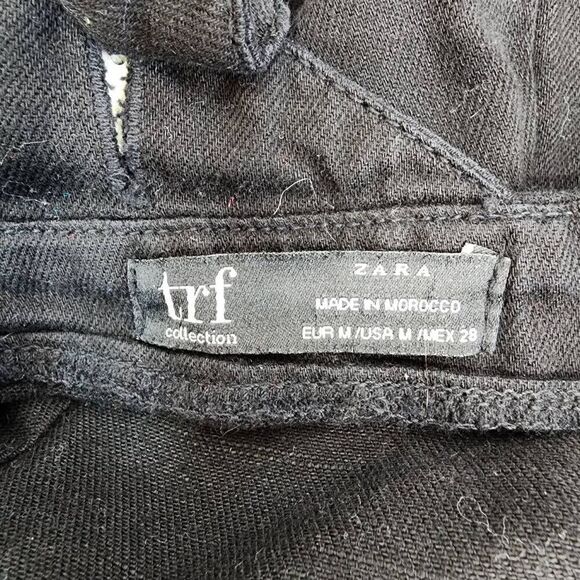 trf
collection
ZARA
MADE IN MOROCCO
EUR M / USA M / MEX 28